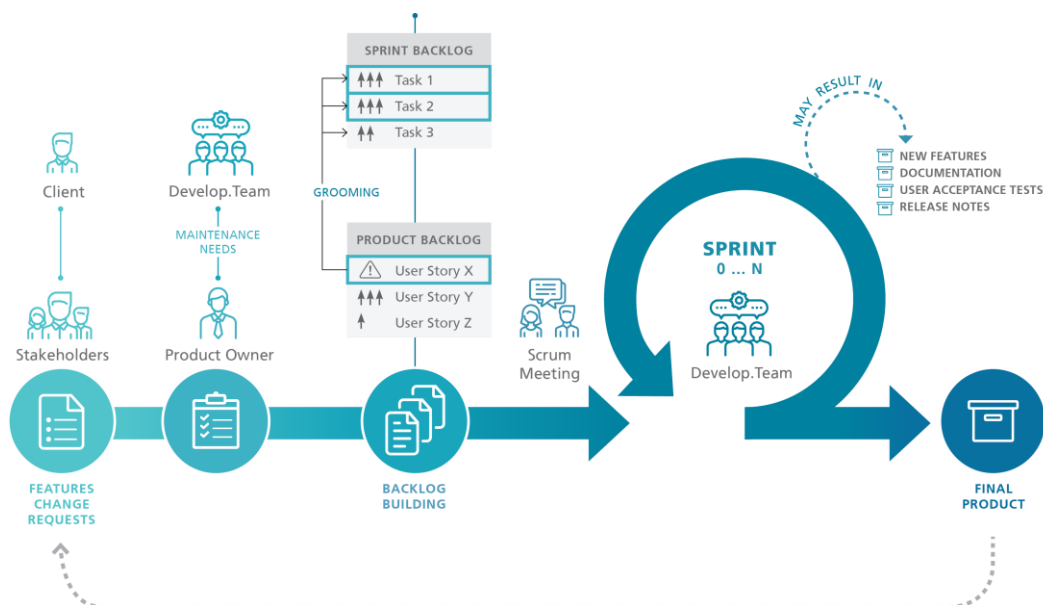 SPRINT BACKLOG
Task 1
Task 2
Task 3
GROOMING
PRODUCT BACKLOG
User Story X
User Story Y
User Story Z
Client
Stakeholders
FEATURES
CHANGE
REQUESTS
Develop.Team
MAINTENANCE
NEEDS
Product Owner
BACKLOG
BUILDING
Scrum
Meeting
SPRINT
0 ... N
Develop.Team
MAY RESULT IN
NEW FEATURES
DOCUMENTATION
USER ACCEPTANCE TESTS
RELEASE NOTES
FINAL
PRODUCT